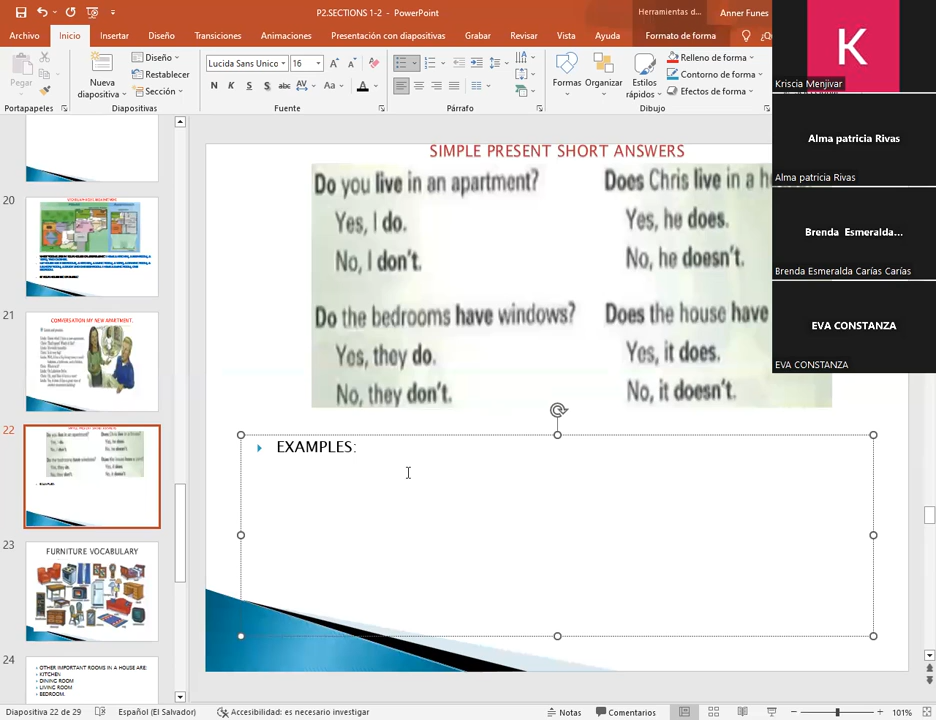 P2.SECTIONS 1-2 - PowerPoint
Herramientas d...
Anner Funes
Archivo Inicio Insertar Diseño Transiciones Animaciones Presentación con diapositivas Grabar Revisar Vista Ayuda Formato de forma
Pegar
Nueva
diapositiva
Diseño
Restablecer
Sección
Lucida Sans Unico 16
N K S S abc AV Aa A
Formas
Organizar
Estilos
rápidos
Relleno de forma
Contorno de forma
Efectos de forma
Portapapeles Diapositivas Fuente Párrafo Dibujo
K
Kriscia Menjivar
Alma patricia Rivas
Alma patricia Rivas
Brenda Esmeralda...
Brenda Esmeralda Carías Carías
EVA CONSTANZA
EVA CONSTANZA
20
21
CONVERSATION: MY NEW APARTMENT.
22
23
FURNITURE VOCABULARY
24
OTHER IMPORTANT ROOMS IN A HOUSE ARE:
KITCHEN
DINING ROOM
LIVING ROOM
BEDROOM.
SIMPLE PRESENT SHORT ANSWERS
Do you live in an apartment?
Yes, I do.
No, I don't.
Does Chris live in a h
Yes, he does.
No, he doesn't.
Do the bedrooms have windows?
Yes, they do.
No, they don't.
Does the house have
Yes, it does.
No, it doesn't.
EXAMPLES:
Diapositiva 22 de 29 Español (El Salvador) Accesibilidad: es necesario investigar Notas Comentarios 101%